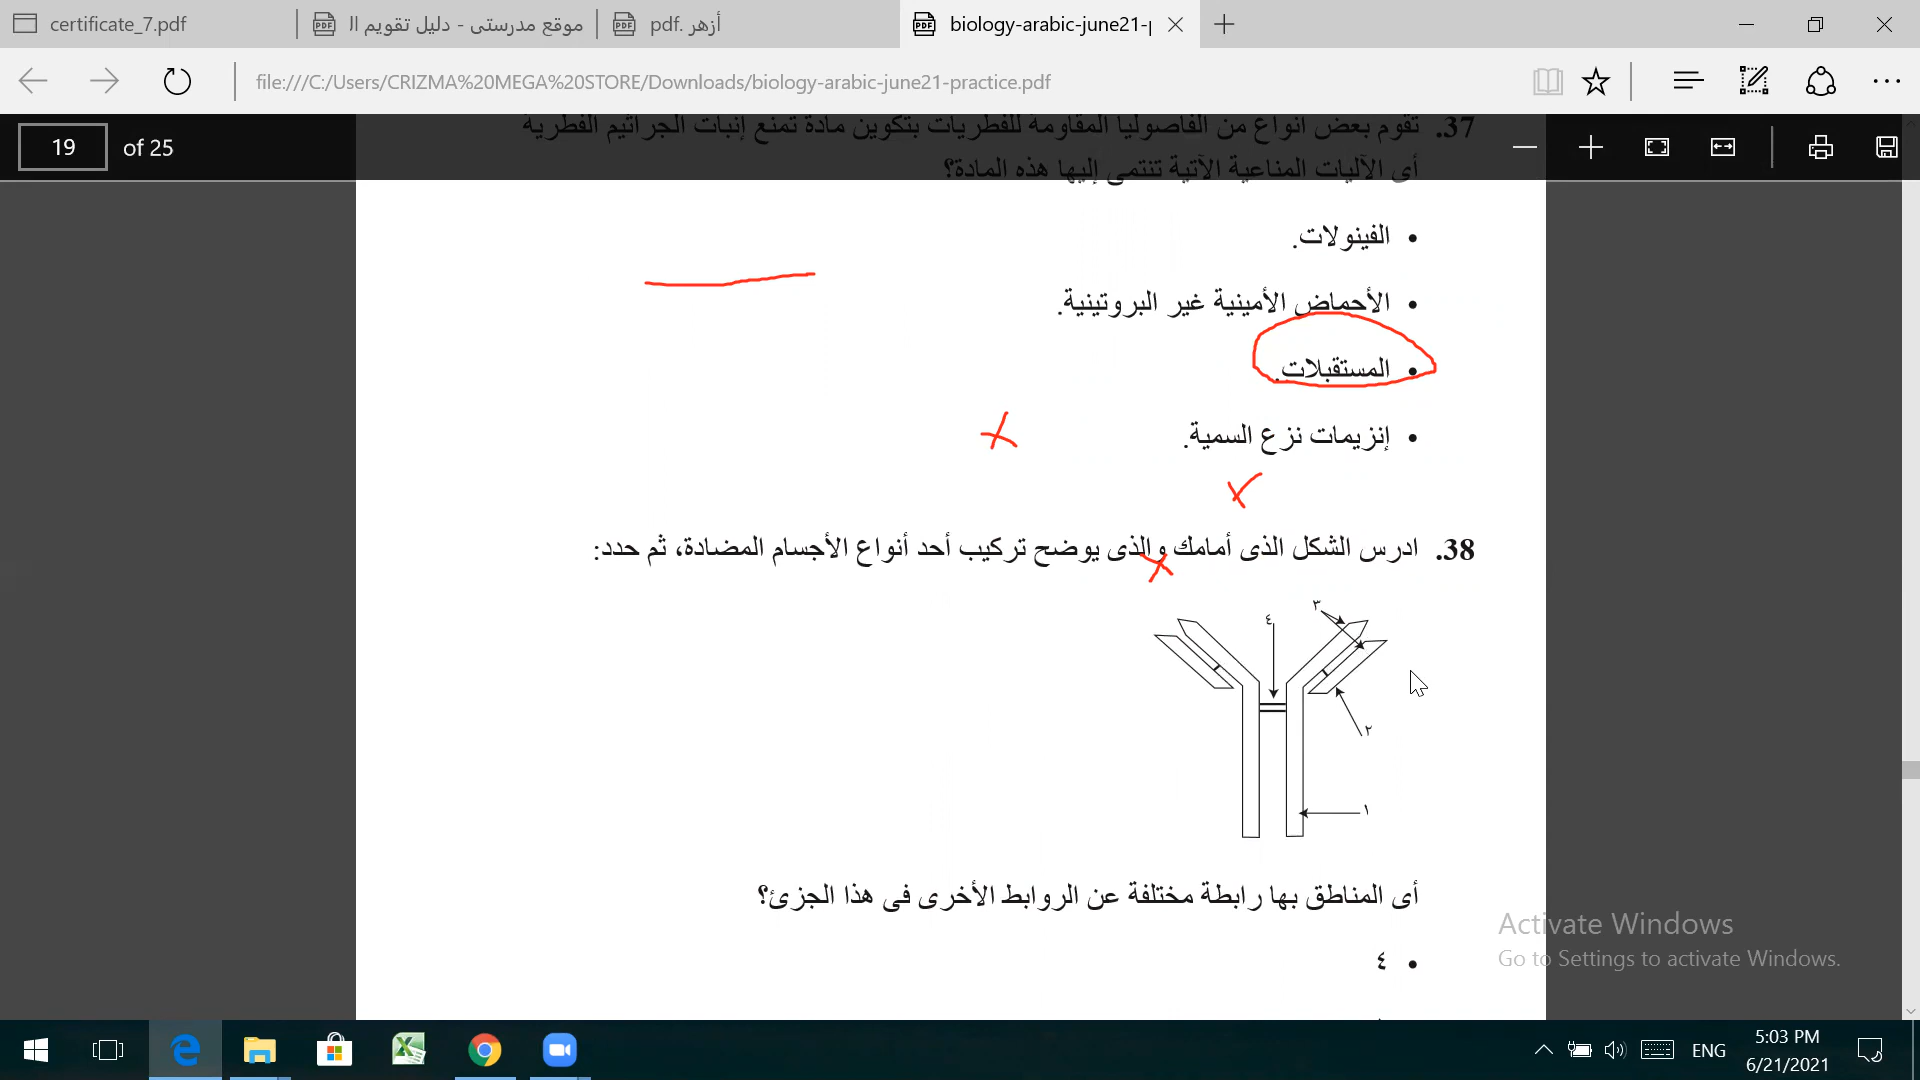 certificate_7.pdf
موقع مدرستى - دليل تقويم ال
أزهر .pdf
biology-arabic-june21-p
file:///C:/Users/CRIZMA%20MEGA%20STORE/Downloads/biology-arabic-june21-practice.pdf
19 of 25
37. تقوم بعض أنواع من الفاصوليا المقاومة للفطريات بتكوين مادة تمنع إنبات الجراثيم الفطرية
أى الآليات المناعية الآتية تنتمى إليها هذه المادة؟
• الفينولات.
• الأحماض الأمينية غير البروتينية.
• المستقبلات.
• إنزيمات نزع السمية.
38. ادرس الشكل الذى أمامك والذى يوضح تركيب أحد أنواع الأجسام المضادة، ثم حدد:
٣
٤
٢
١
أى المناطق بها رابطة مختلفة عن الروابط الأخرى فى هذا الجزئ؟
• ٤
Activate Windows
Go to Settings to activate Windows.
ENG
5:03 PM
6/21/2021